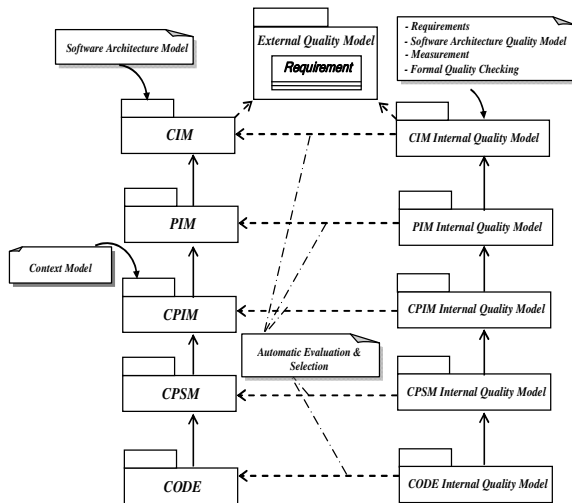 External Quality Model
Requirement
Software Architecture Model
- Requirements
- Software Architecture Quality Model
- Measurement
- Formal Quality Checking
CIM
CIM Internal Quality Model
PIM
PIM Internal Quality Model
Context Model
CPIM
CPIM Internal Quality Model
Automatic Evaluation &
Selection
CPSM
CPSM Internal Quality Model
CODE
CODE Internal Quality Model